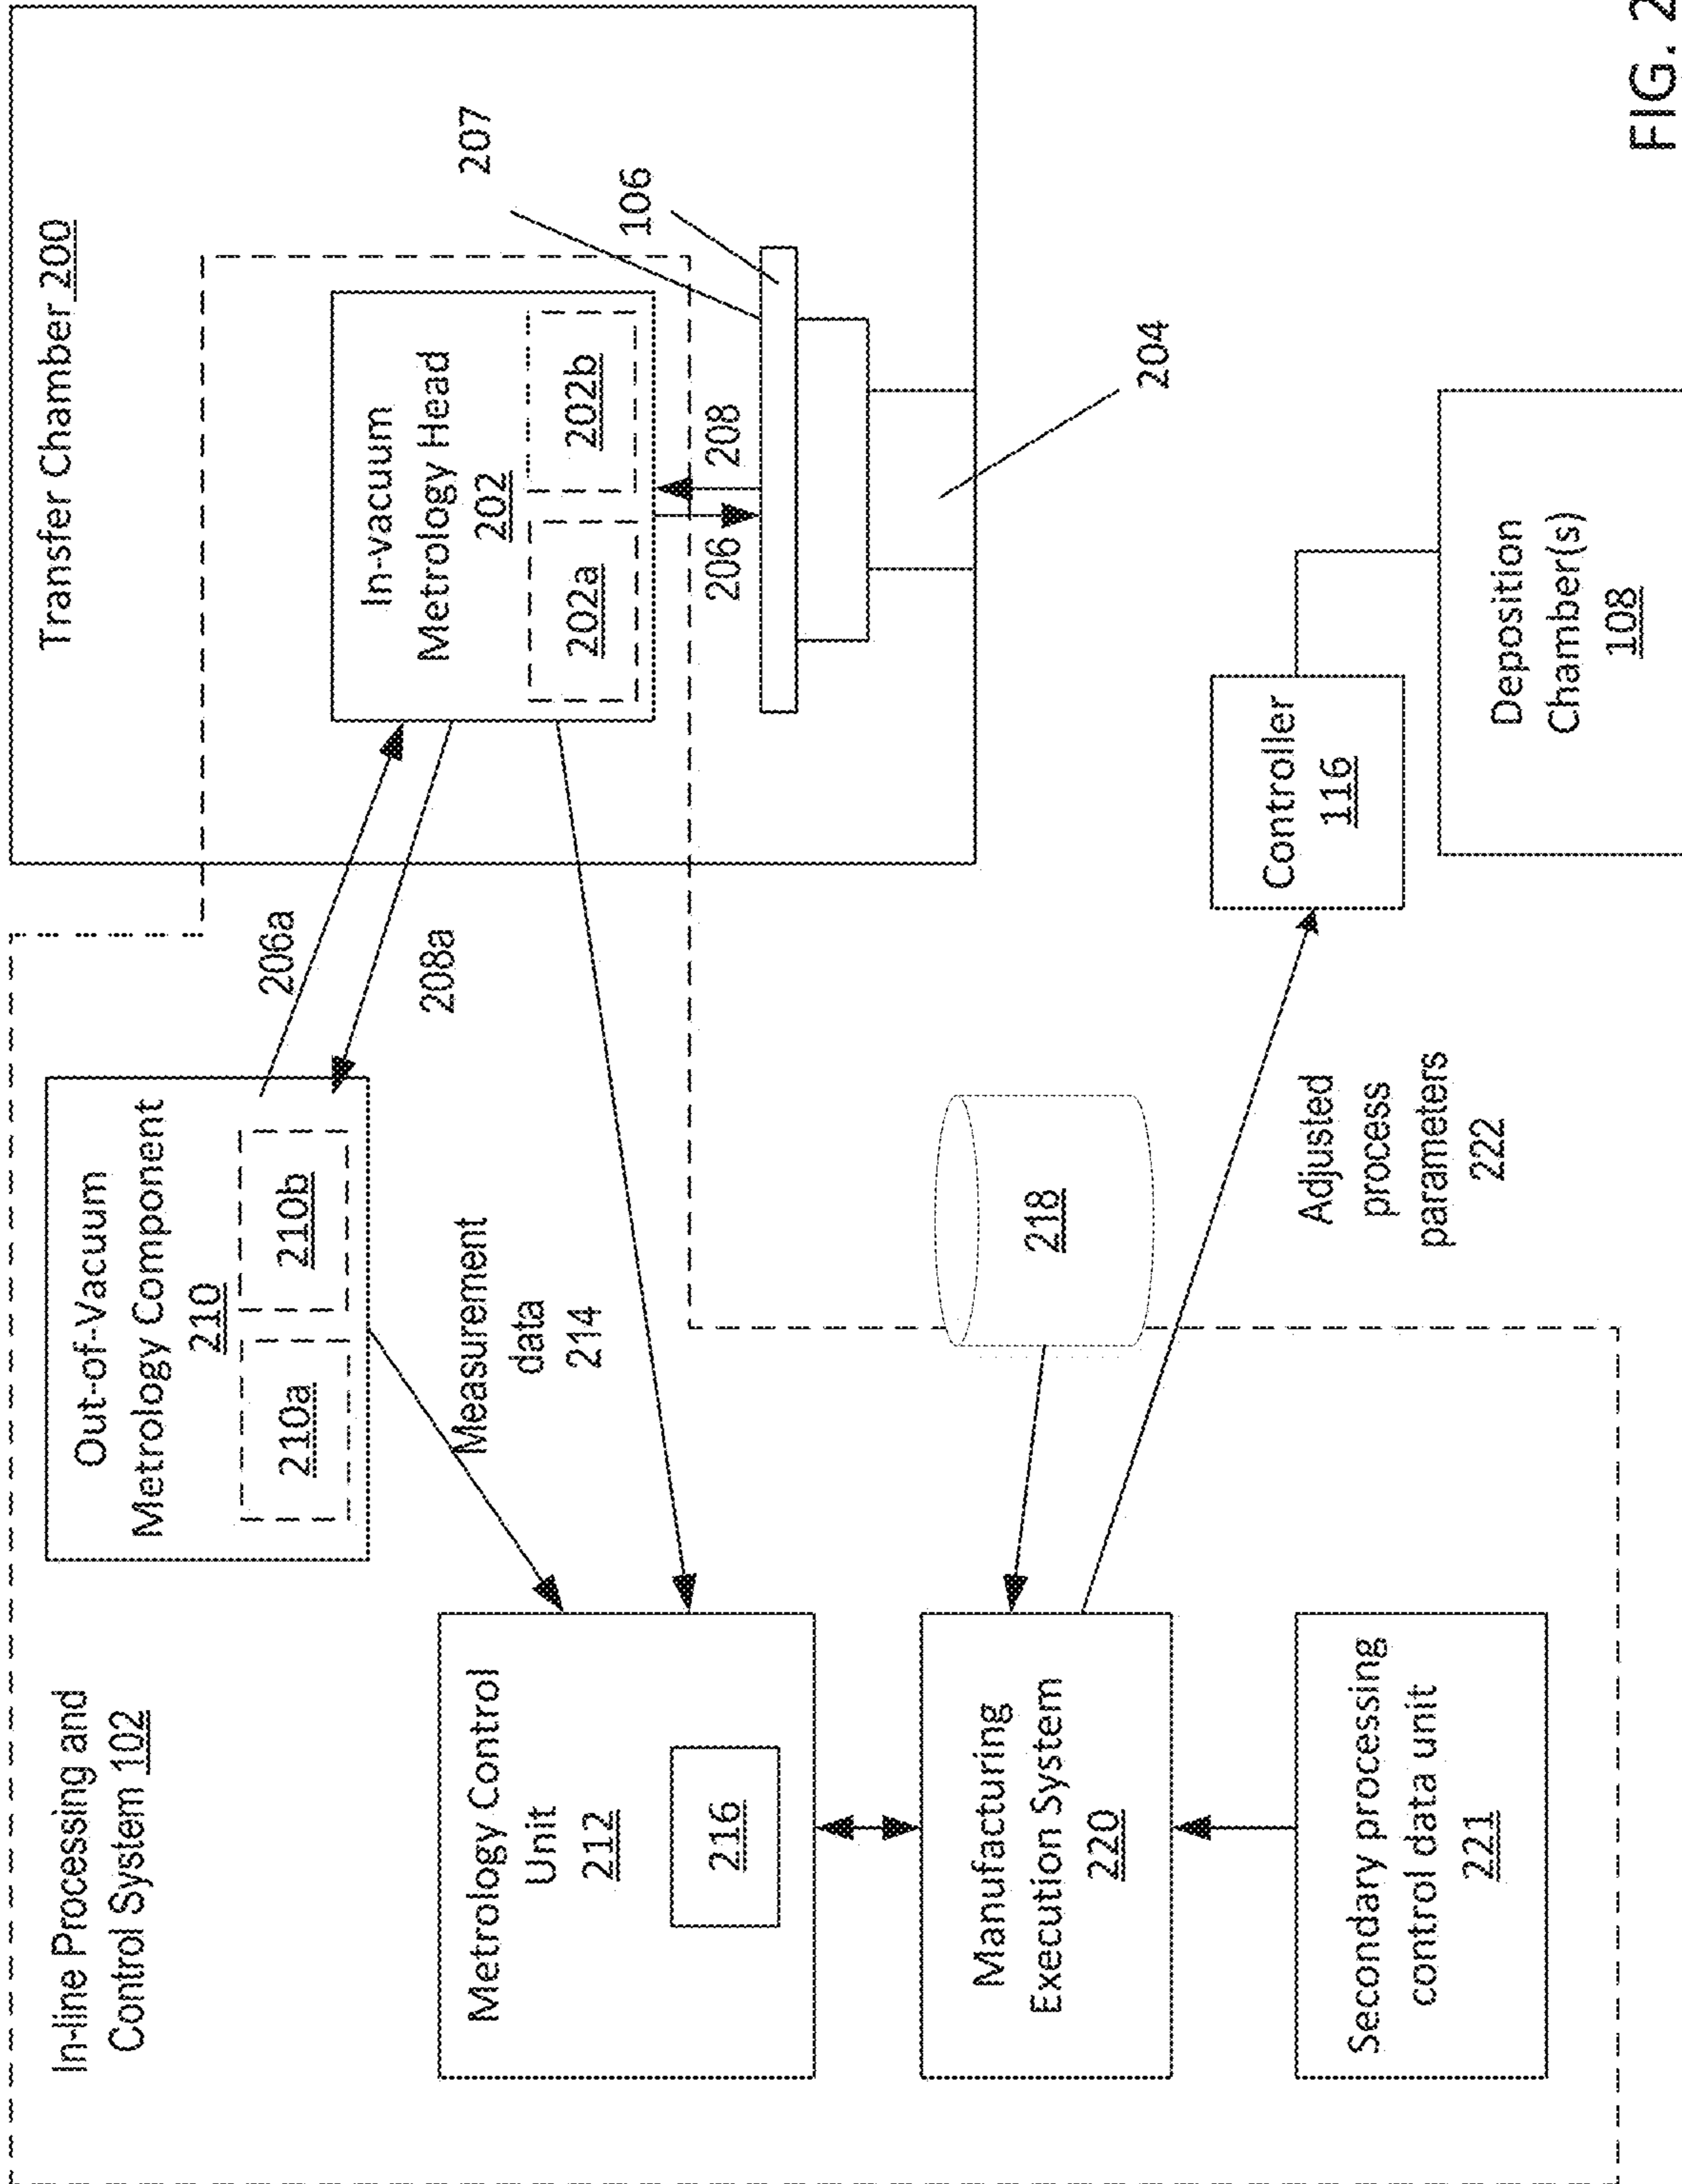 In-line Processing and
Control System 102
Out-of-Vacuum
Metrology Component
210
210a
210b
206a
208a
Transfer Chamber 200
In-vacuum
Metrology Head
202
202a
202b
206
208
207
106
204
Measurement
data
214
Metrology Control
Unit
212
216
218
Manufacturing
Execution System
220
Adjusted
process
parameters
222
Controller
116
Deposition
Chamber(s)
108
Secondary processing
control data unit
221
FIG. 2